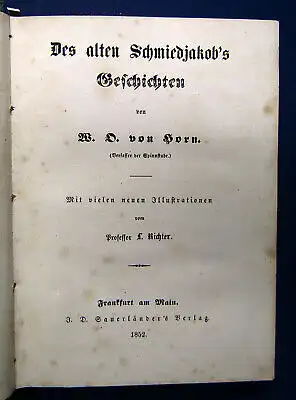 Des alten Schmiedjakob's
Geschichten
von
W. O. von Horn.
(Verfasser der Spinnstube.)
Mit vielen neuen Illustrationen
vom
Professor L. Richter.
Frankfurt am Main.
J. D. Sauerländer's Verlag.
1852.